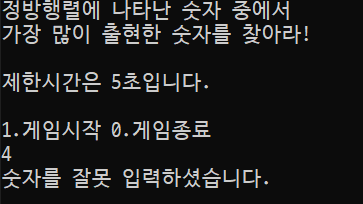 정방행렬에 나타난 숫자 중에서
가장 많이 출현한 숫자를 찾아라!
제한시간은 5초입니다.
1.게임시작 0.게임종료
4
숫자를 잘못 입력하셨습니다.